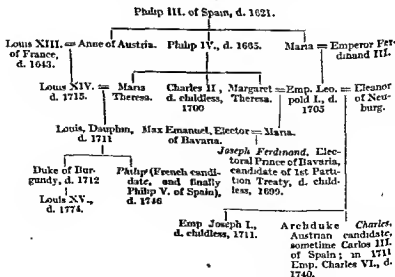 Philip III. of Spain, d. 1621.
Louis XIII. = Anne of Austria. Philip IV., d. 1665. Maria = Emperor Fer-
of France, dinand III.
d. 1643.
Louis XIV. = Maria Charles II, Margaret = Emp. Leo- = Eleanor
d. 1715. Theresa. d. childless, Theresa. pold I., d. of Neu-
1700 1705 burg.
Louis, Dauphin, Max Emanuel, Elector = Maria.
d. 1711 of Bavaria.
Joseph Ferdinand, Elec-
toral Prince of Bavaria,
candidate of 1st Parti-
tion Treaty, d. child-
less, 1699.
Duke of Bur- Philip (French candi-
gundy, d. 1712 date, and finally
Philip V. of Spain),
d. 1746
Louis XV.,
d. 1774.
Emp Joseph I., Archduke Charles,
d. childless, 1711. Austrian candidate,
sometime Carlos III.
of Spain; in 1711
Emp. Charles VI., d.
1740.